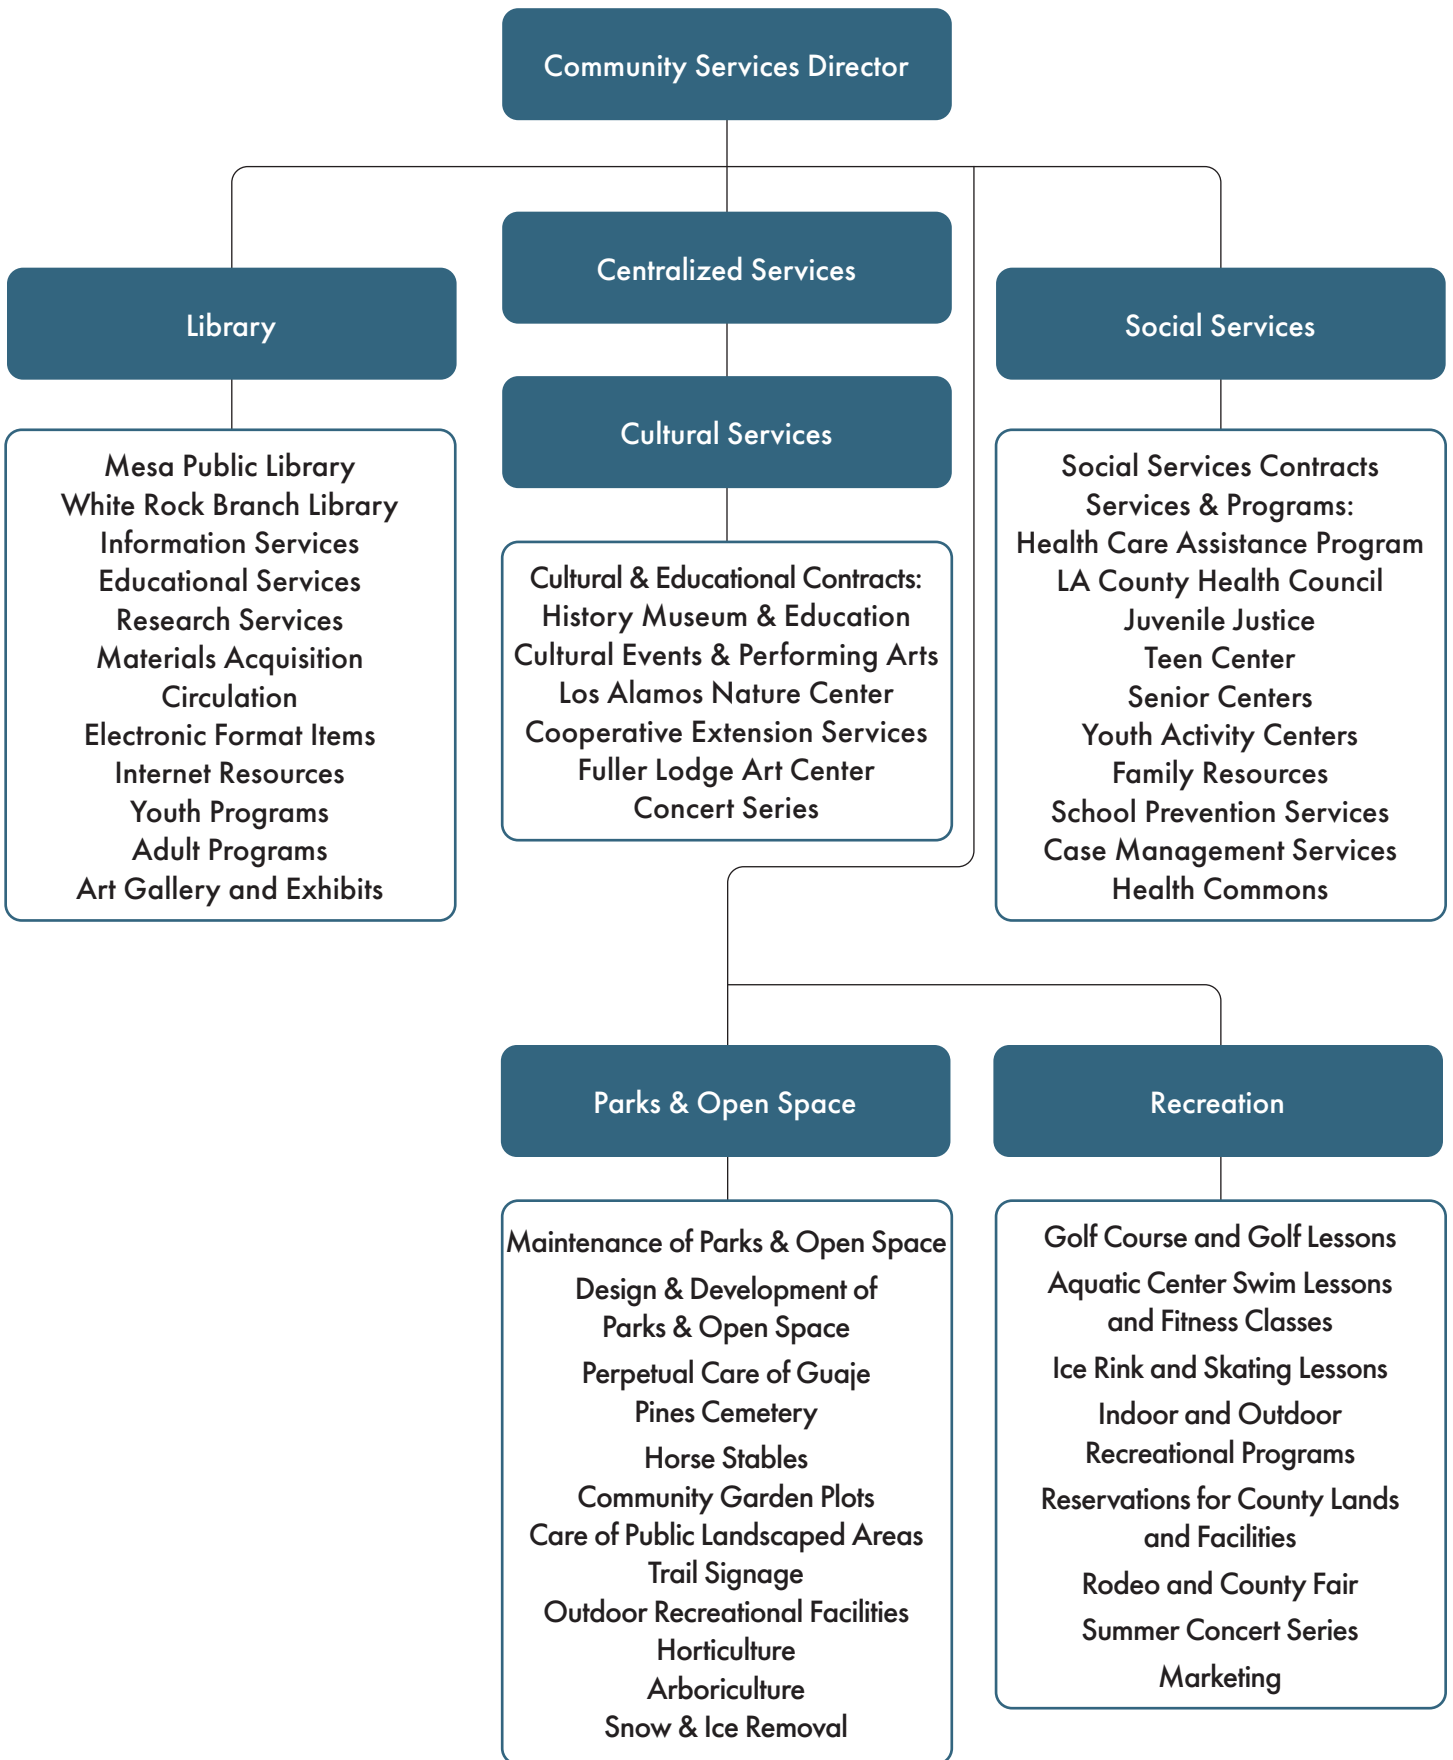 Community Services Director
Library
Centralized Services
Cultural Services
Social Services
Mesa Public Library
White Rock Branch Library
Information Services
Educational Services
Research Services
Materials Acquisition
Circulation
Electronic Format Items
Internet Resources
Youth Programs
Adult Programs
Art Gallery and Exhibits
Cultural & Educational Contracts:
History Museum & Education
Cultural Events & Performing Arts
Los Alamos Nature Center
Cooperative Extension Services
Fuller Lodge Art Center
Concert Series
Social Services Contracts
Services & Programs:
Health Care Assistance Program
LA County Health Council
Juvenile Justice
Teen Center
Senior Centers
Youth Activity Centers
Family Resources
School Prevention Services
Case Management Services
Health Commons
Parks & Open Space
Maintenance of Parks & Open Space
Design & Development of
Parks & Open Space
Perpetual Care of Guaje
Pines Cemetery
Horse Stables
Community Garden Plots
Care of Public Landscaped Areas
Trail Signage
Outdoor Recreational Facilities
Horticulture
Arboriculture
Snow & Ice Removal
Recreation
Golf Course and Golf Lessons
Aquatic Center Swim Lessons
and Fitness Classes
Ice Rink and Skating Lessons
Indoor and Outdoor
Recreational Programs
Reservations for County Lands
and Facilities
Rodeo and County Fair
Summer Concert Series
Marketing